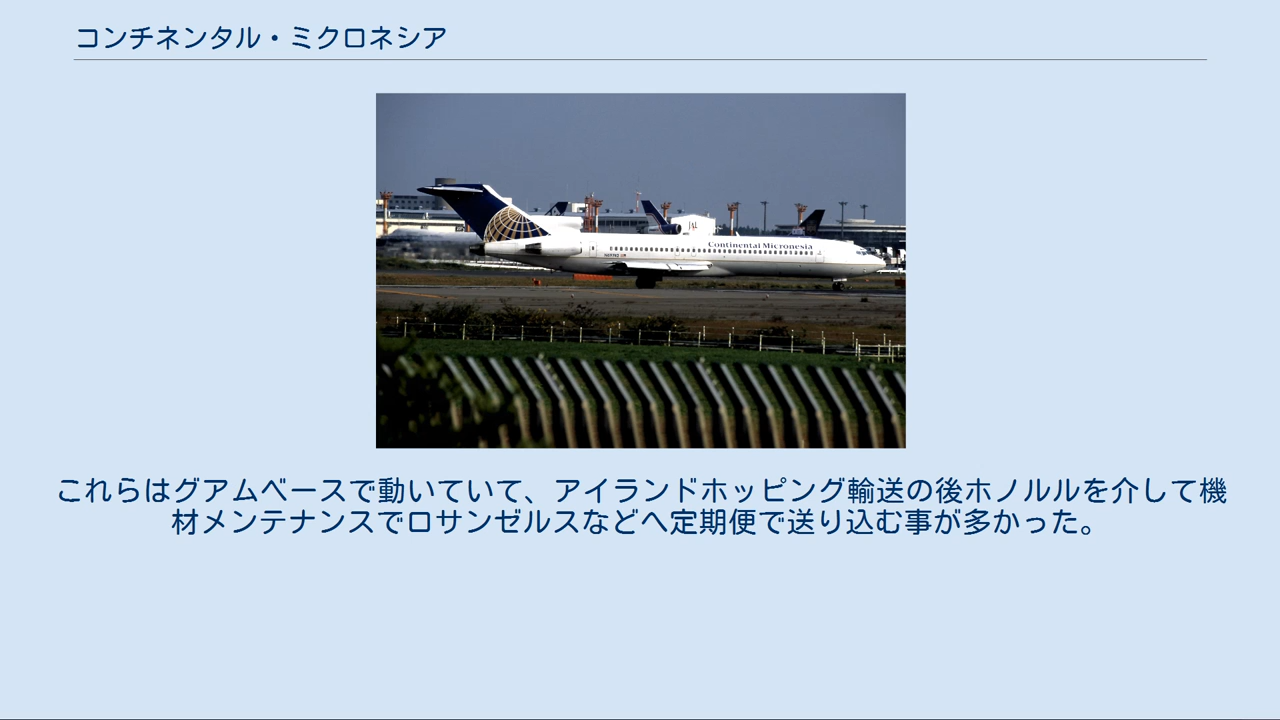 コンチネンタル・ミクロネシア
JAL
Continental Micronesia
これらはグアムベースで動いていて、アイランドホッピング輸送の後ホノルルを介して機
材メンテナンスでロサンゼルスなどへ定期便で送り込む事が多かった。